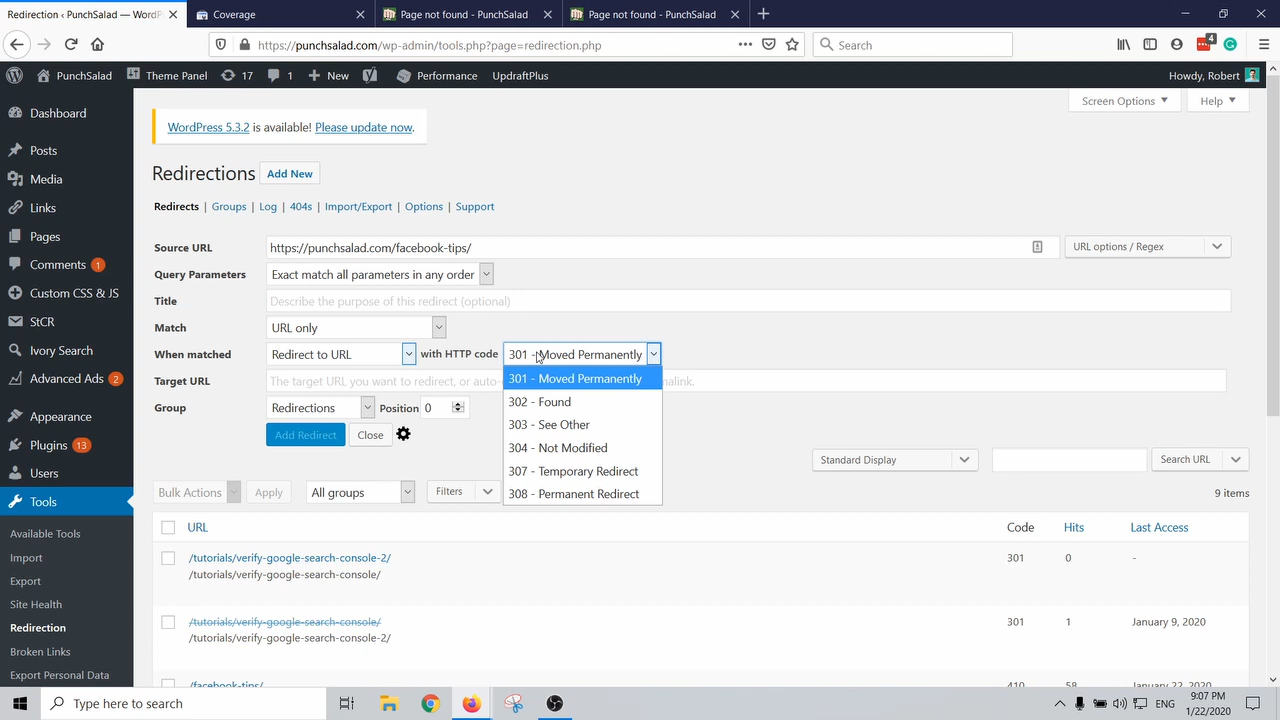 Redirection ‹ PunchSalad — WordP
Coverage
Page not found - PunchSalad
Page not found - PunchSalad
https://punchsalad.com/wp-admin/tools.php?page=redirection.php
Search
4
PunchSalad
Theme Panel
17
1
New
Performance
UpdraftPlus
Howdy, Robert
Screen Options
Help
Dashboard
Posts
Media
Links
Pages
Comments 1
Custom CSS & JS
StCR
Ivory Search
Advanced Ads 2
Appearance
Plugins 13
Users
Tools
Available Tools
Import
Export
Site Health
Redirection
Broken Links
Export Personal Data
WordPress 5.3.2 is available! Please update now.
Redirections Add New
Redirects | Groups | Log | 404s | Import/Export | Options | Support
Source URL https://punchsalad.com/facebook-tips/ URL options / Regex
Query Parameters Exact match all parameters in any order
Title Describe the purpose of this redirect (optional)
Match URL only
When matched Redirect to URL with HTTP code 301 - Moved Permanently
301 - Moved Permanently
302 - Found
303 - See Other
304 - Not Modified
307 - Temporary Redirect
308 - Permanent Redirect
Target URL The target URL you want to redirect, or auto- malink.
Group Redirections Position 0
Add Redirect Close
Standard Display Search URL
Bulk Actions Apply All groups Filters 9 items
URL Code Hits Last Access
/tutorials/verify-google-search-console-2/ 301 0 -
/tutorials/verify-google-search-console/
/tutorials/verify-google-search-console/ 301 1 January 9, 2020
/tutorials/verify-google-search-console-2/
/facebook-tips/ 410 58 January 22, 2020
Type here to search
ENG
9:07 PM
1/22/2020